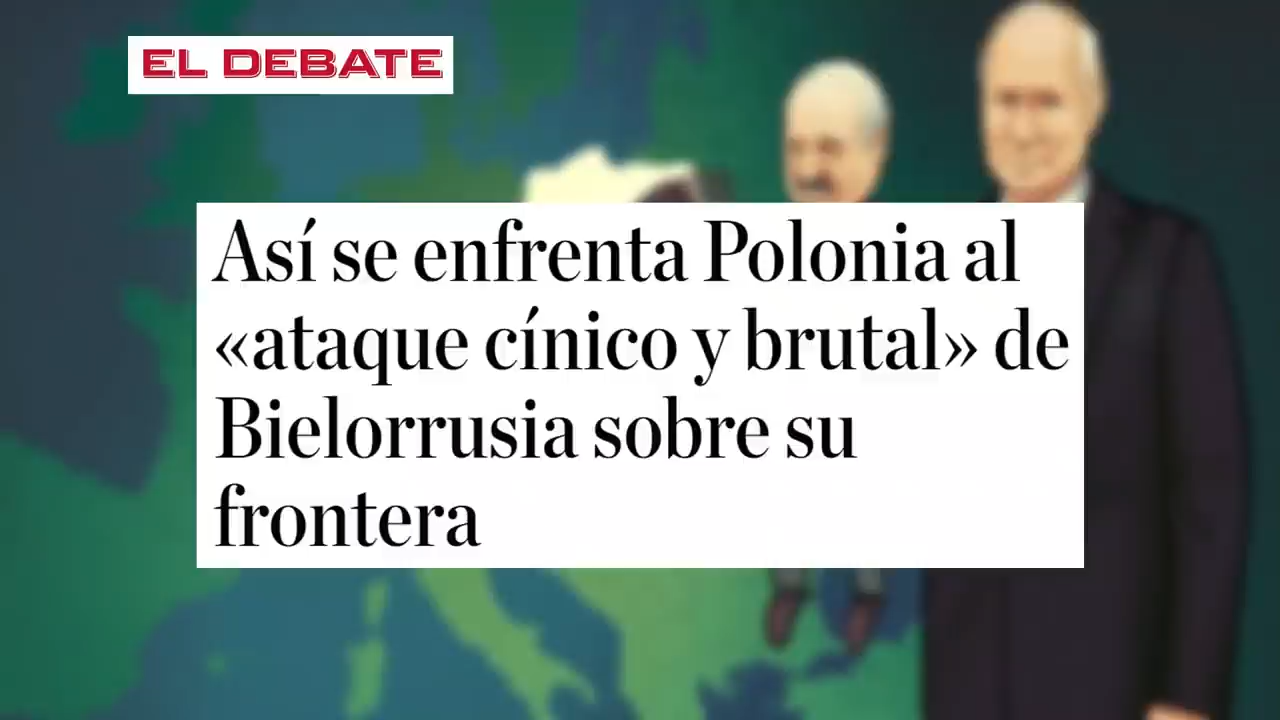 EL DEBATE
Así se enfrenta Polonia al
«ataque cínico y brutal» de
Bielorrusia sobre su
frontera